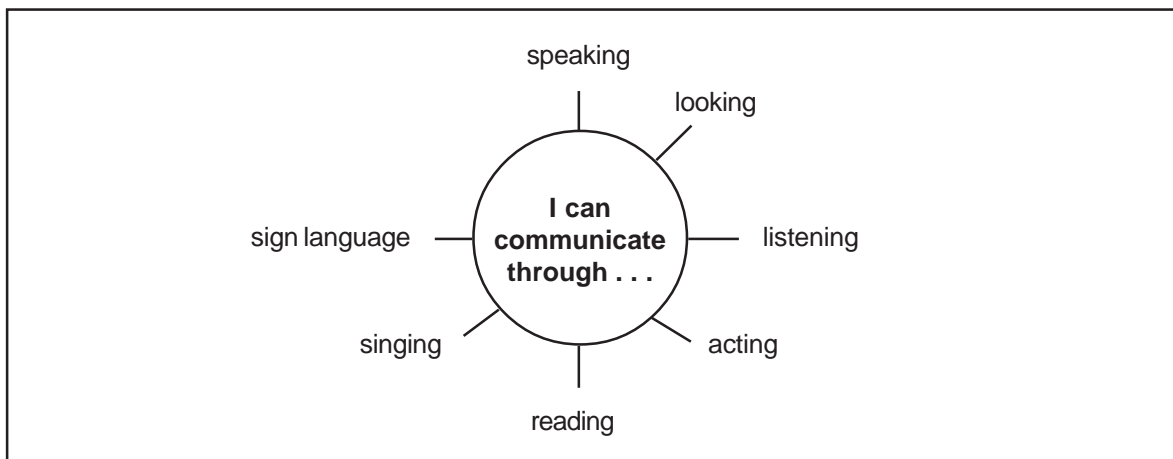 speaking
looking
I can
communicate
through . . .
sign language
listening
singing
acting
reading